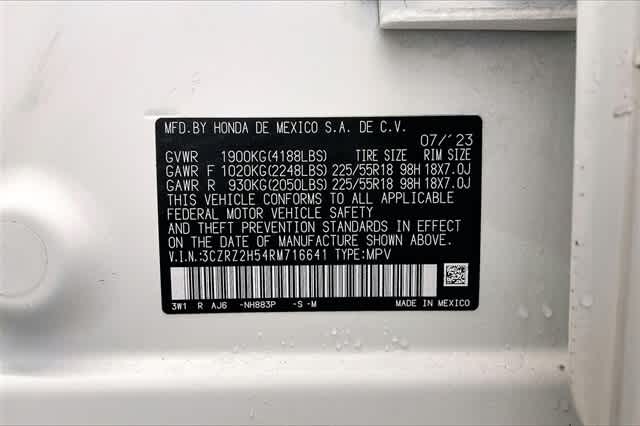 MFD.BY HONDA DE MEXICO S.A. DE C.V.
07/'23
GVWR 1900KG(4188LBS) TIRE SIZE RIM SIZE
GAWR F 1020KG(2248LBS) 225/55R18 98H 18X7.0J
GAWR R 930KG(2050LBS) 225/55R18 98H 18X7.0J
THIS VEHICLE CONFORMS TO ALL APPLICABLE
FEDERAL MOTOR VEHICLE SAFETY
AND THEFT PREVENTION STANDARDS IN EFFECT
ON THE DATE OF MANUFACTURE SHOWN ABOVE.
V.I.N.:3CZRZ2H54RM716641 TYPE:MPV
3W1 R AJ6 -NH883P -S-M MADE IN MEXICO